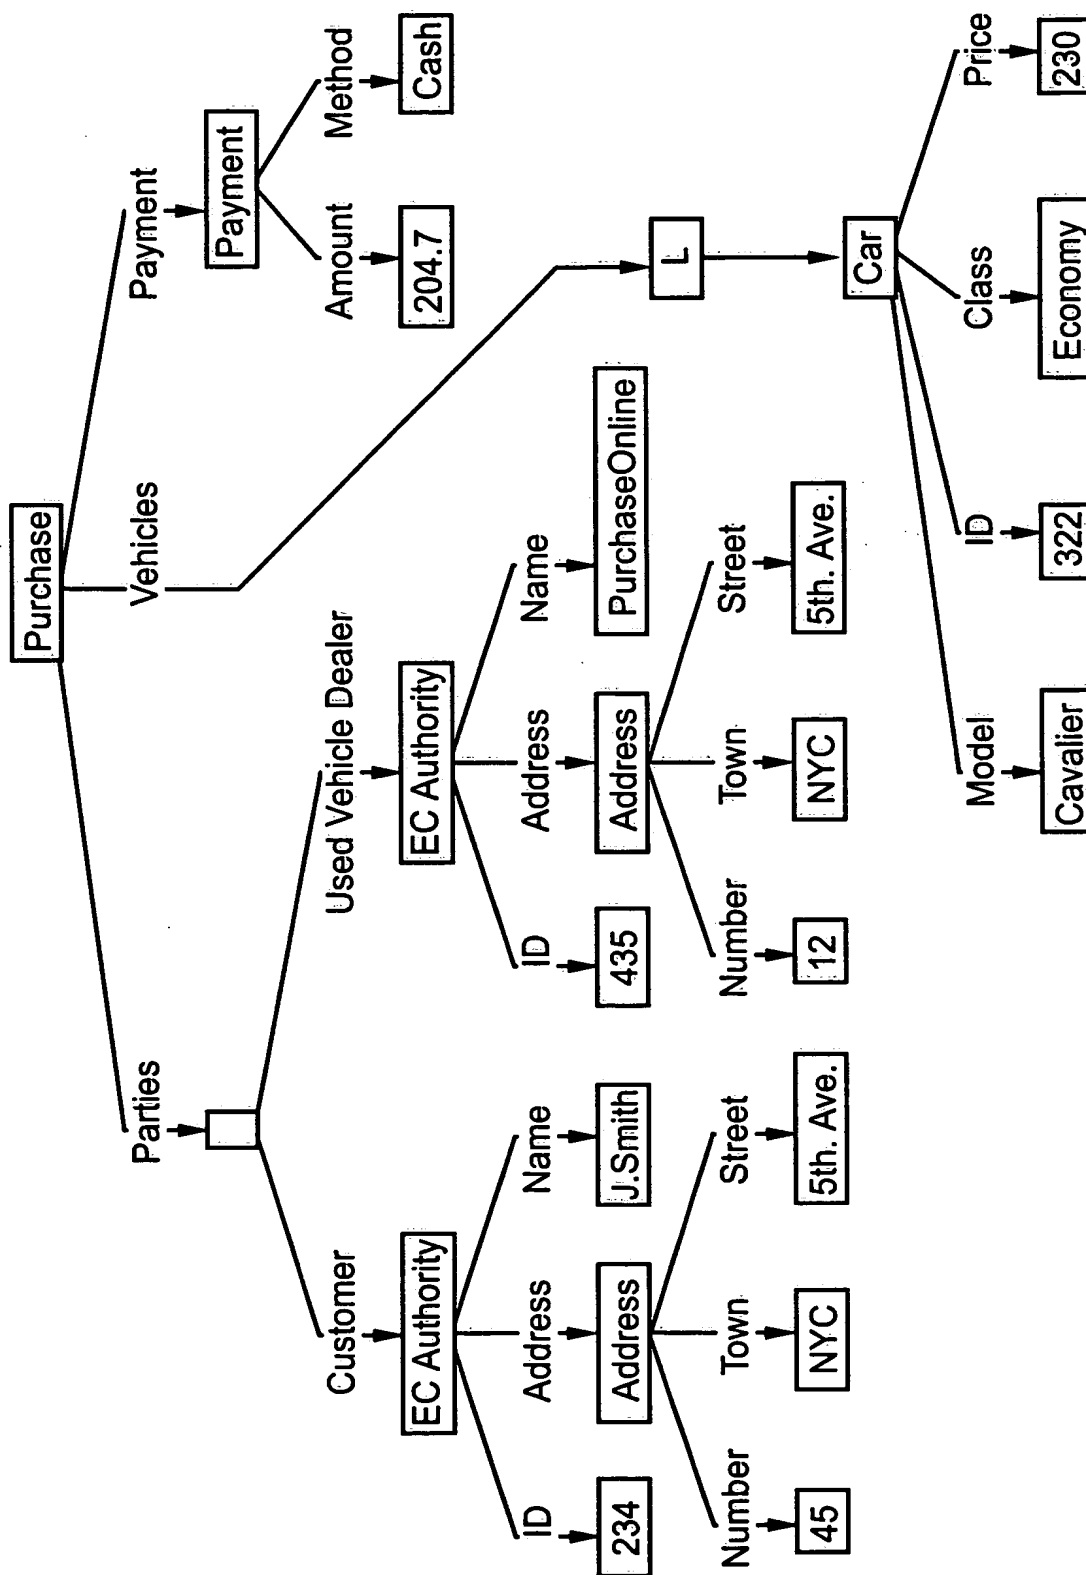 Purchase
Parties
Vehicles
Payment
Payment
Customer
Used Vehicle Dealer
Amount
Method
EC Authority
EC Authority
204.7
Cash
ID
Address
Name
ID
Address
Name
234
Address
J.Smith
435
Address
PurchaseOnline
L
Number
Town
Street
Number
Town
Street
45
NYC
5th. Ave.
12
NYC
5th. Ave.
Car
Model
ID
Class
Price
Cavalier
322
Economy
230